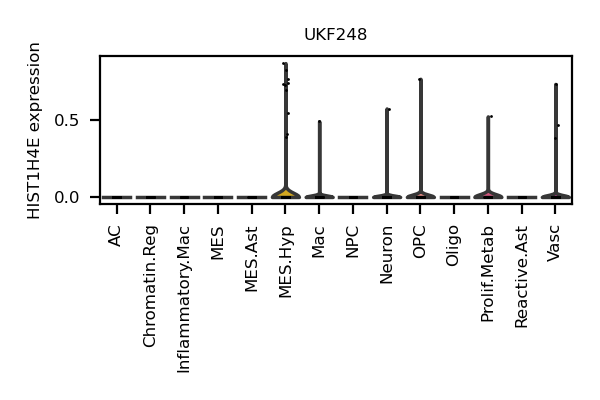 UKF248
HIST1H4E expression
0.5
0.0
AC
Chromatin.Reg
Inflammatory.Mac
MES
MES.Ast
MES.Hyp
Mac
NPC
Neuron
OPC
Oligo
Prolif.Metab
Reactive.Ast
Vasc